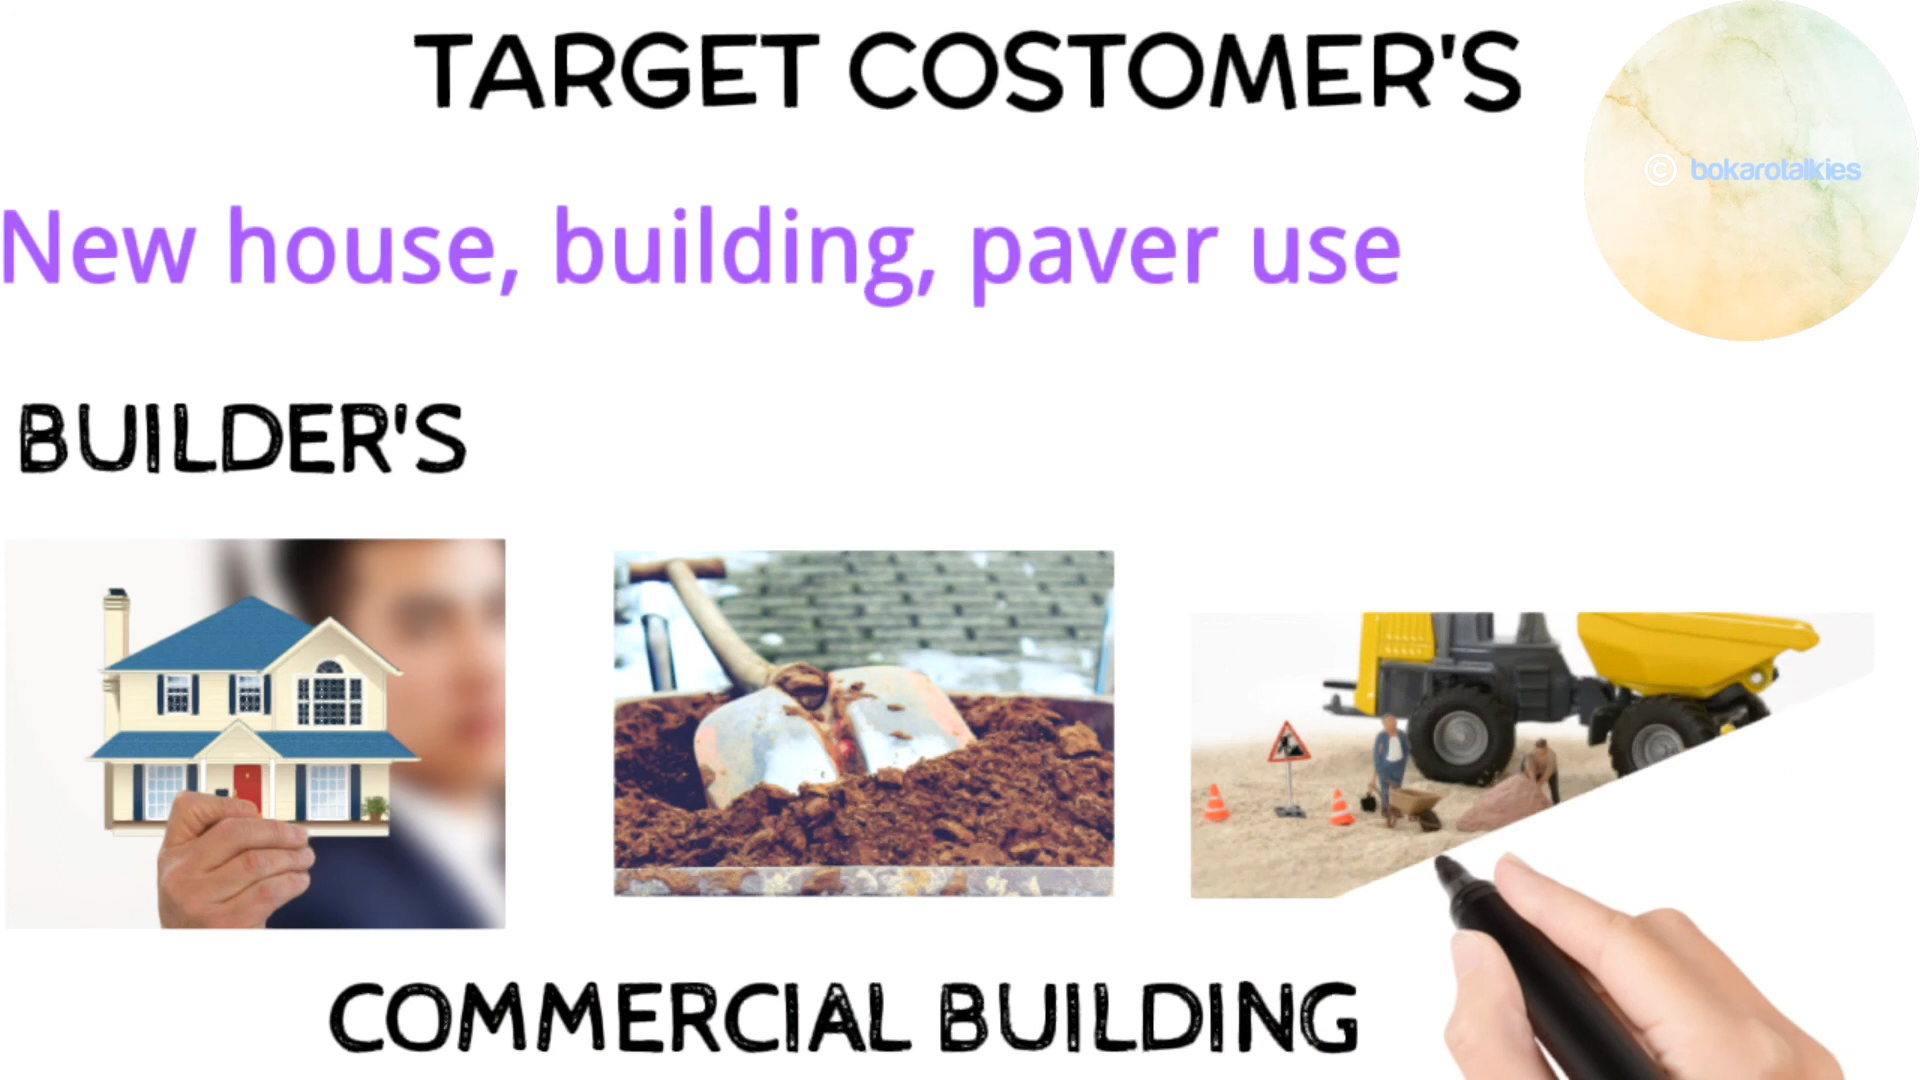 TARGET COSTOMER'S
© bokarotalkies
New house, building, paver use
BUILDER'S
COMMERCIAL BUILDING